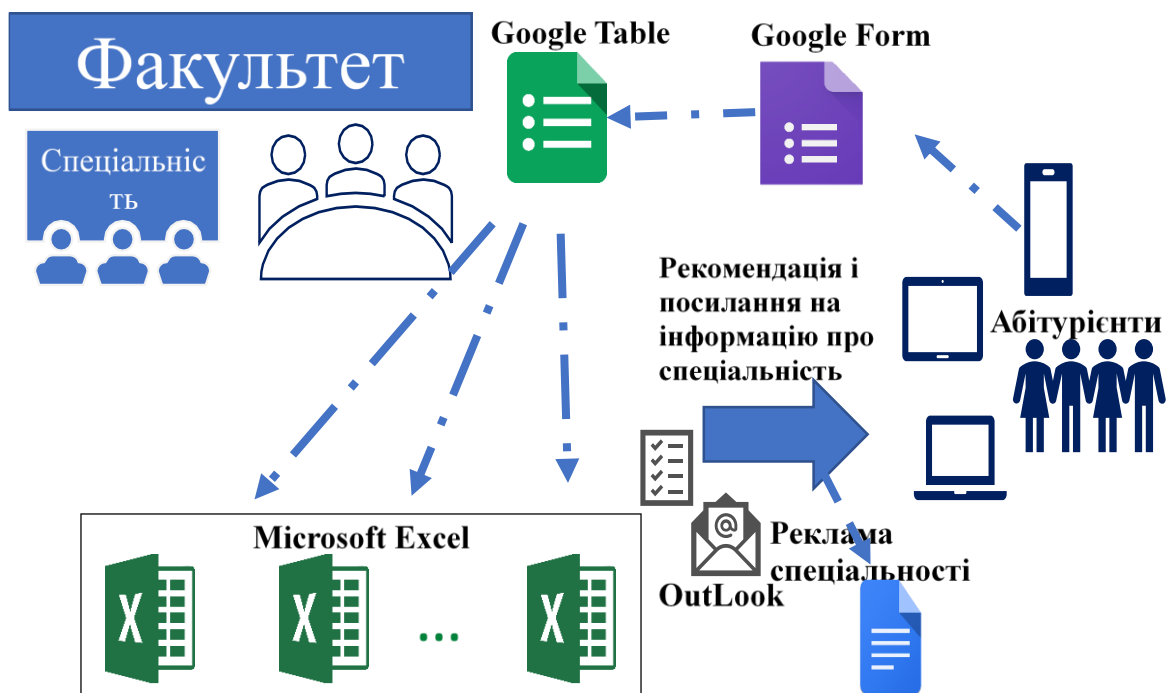 Факультет
Google Table
Google Form
Спеціальніс
ть
Рекомендація і
посилання на
інформацію про
спеціальність
Абітурієнти
Microsoft Excel
X
X
...
X
@
OutLook
Реклама
спеціальності